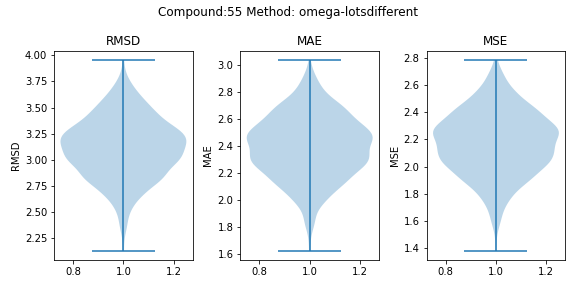 Compound:55 Method: omega-lotsdifferent
RMSD
MAE
MSE
4.00
3.75
3.50
3.25
3.00
2.75
2.50
2.25
RMSD
0.8 1.0 1.2
3.0
2.8
2.6
2.4
2.2
2.0
1.8
1.6
MAE
0.8 1.0 1.2
2.8
2.6
2.4
2.2
2.0
1.8
1.6
1.4
MSE
0.8 1.0 1.2